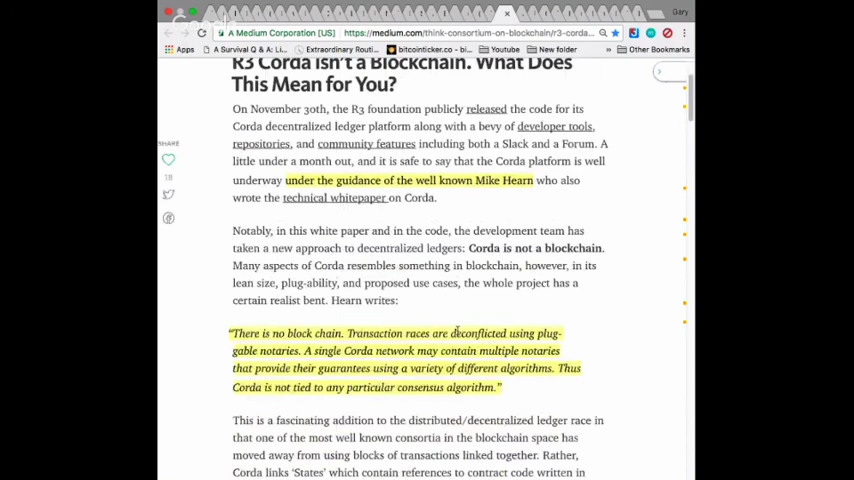 Google
Gary
A Medium Corporation [US]
https://medium.com/think-consortium-on-blockchain/r3-corda...
Apps
A Survival Q & A: Li...
Extraordinary Routi...
bitcointicker.co - bi...
Youtube
New folder
»
Other Bookmarks
R3 Corda Isn't a Blockchain. What Does
This Mean for You?
On November 30th, the R3 foundation publicly released the code for its
Corda decentralized ledger platform along with a bevy of developer tools,
repositories, and community features including both a Slack and a Forum. A
little under a month out, and it is safe to say that the Corda platform is well
underway under the guidance of the well known Mike Hearn who also
wrote the technical whitepaper on Corda.
SHARE
18
Notably, in this white paper and in the code, the development team has
taken a new approach to decentralized ledgers: Corda is not a blockchain.
Many aspects of Corda resembles something in blockchain, however, in its
lean size, plug-ability, and proposed use cases, the whole project has a
certain realist bent. Hearn writes:
“There is no block chain. Transaction races are deconflicted using plug-
gable notaries. A single Corda network may contain multiple notaries
that provide their guarantees using a variety of different algorithms. Thus
Corda is not tied to any particular consensus algorithm.”
This is a fascinating addition to the distributed/decentralized ledger race in
that one of the most well known consortia in the blockchain space has
moved away from using blocks of transactions linked together. Rather,
Corda links ‘States’ which contain references to contract code written in